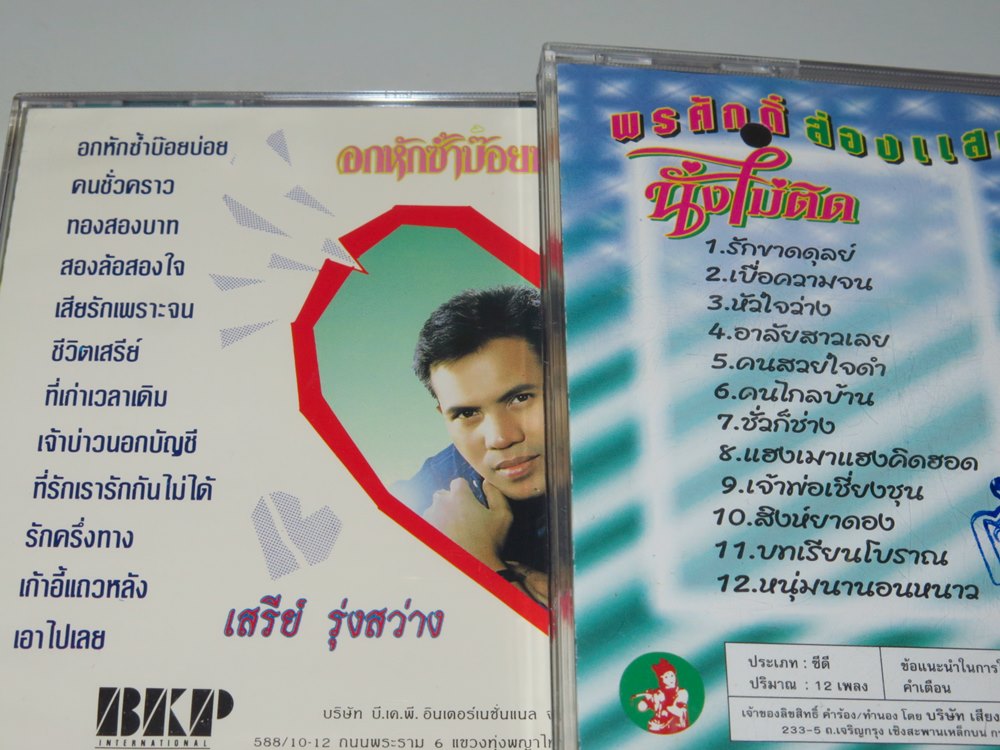 อกหักซ้ำบ๊อยบ่อย
คนชั่วคราว
ทองสองบาท
สองล้อสองใจ
เสียรักเพราะจน
ชีวิตเสรีย์
ที่เก่าเวลาเดิม
เจ้าบ่าวนอกบัญชี
ที่รักเรารักกันไม่ได้
รักครึ่งทาง
เก้าอี้แถวหลัง
เอาไปเลย
อกหักซ้ำบ๊อย
เสรีย์ รุ่งสว่าง
BKP
INTERNATIONAL
บริษัท บี.เค.พี. อินเตอร์เนชั่นแนล
588/10-12 ถนนพระราม 6 แขวงทุ่งพญาไท
พรศักดิ์ ส่องแส
นั่งไม่ติด
1.รักขาดดุลย์
2.เบื่อความจน
3.หัวใจว่าง
4.อาลัยสาวเลย
5.คนสวยใจดำ
6.คนไกลบ้าน
7.ชั่วก็ช่าง
8.แฮงเมาแฮงคิดฮอด
9.เจ้าพ่อเซี่ยงชุน
10.สิงห์ยาดอง
11.บทเรียนโบราณ
12.หนุ่มนานอนหนาว
ประเภท : ซีดี
ปริมาณ : 12 เพลง
ข้อแนะนำในการใ
คำเตือน
เจ้าของลิขสิทธิ์ คำร้อง/ทำนอง โดย บริษัท เสียง
233-5 ถ.เจริญกรุง เชิงสะพานเหล็กบน ก